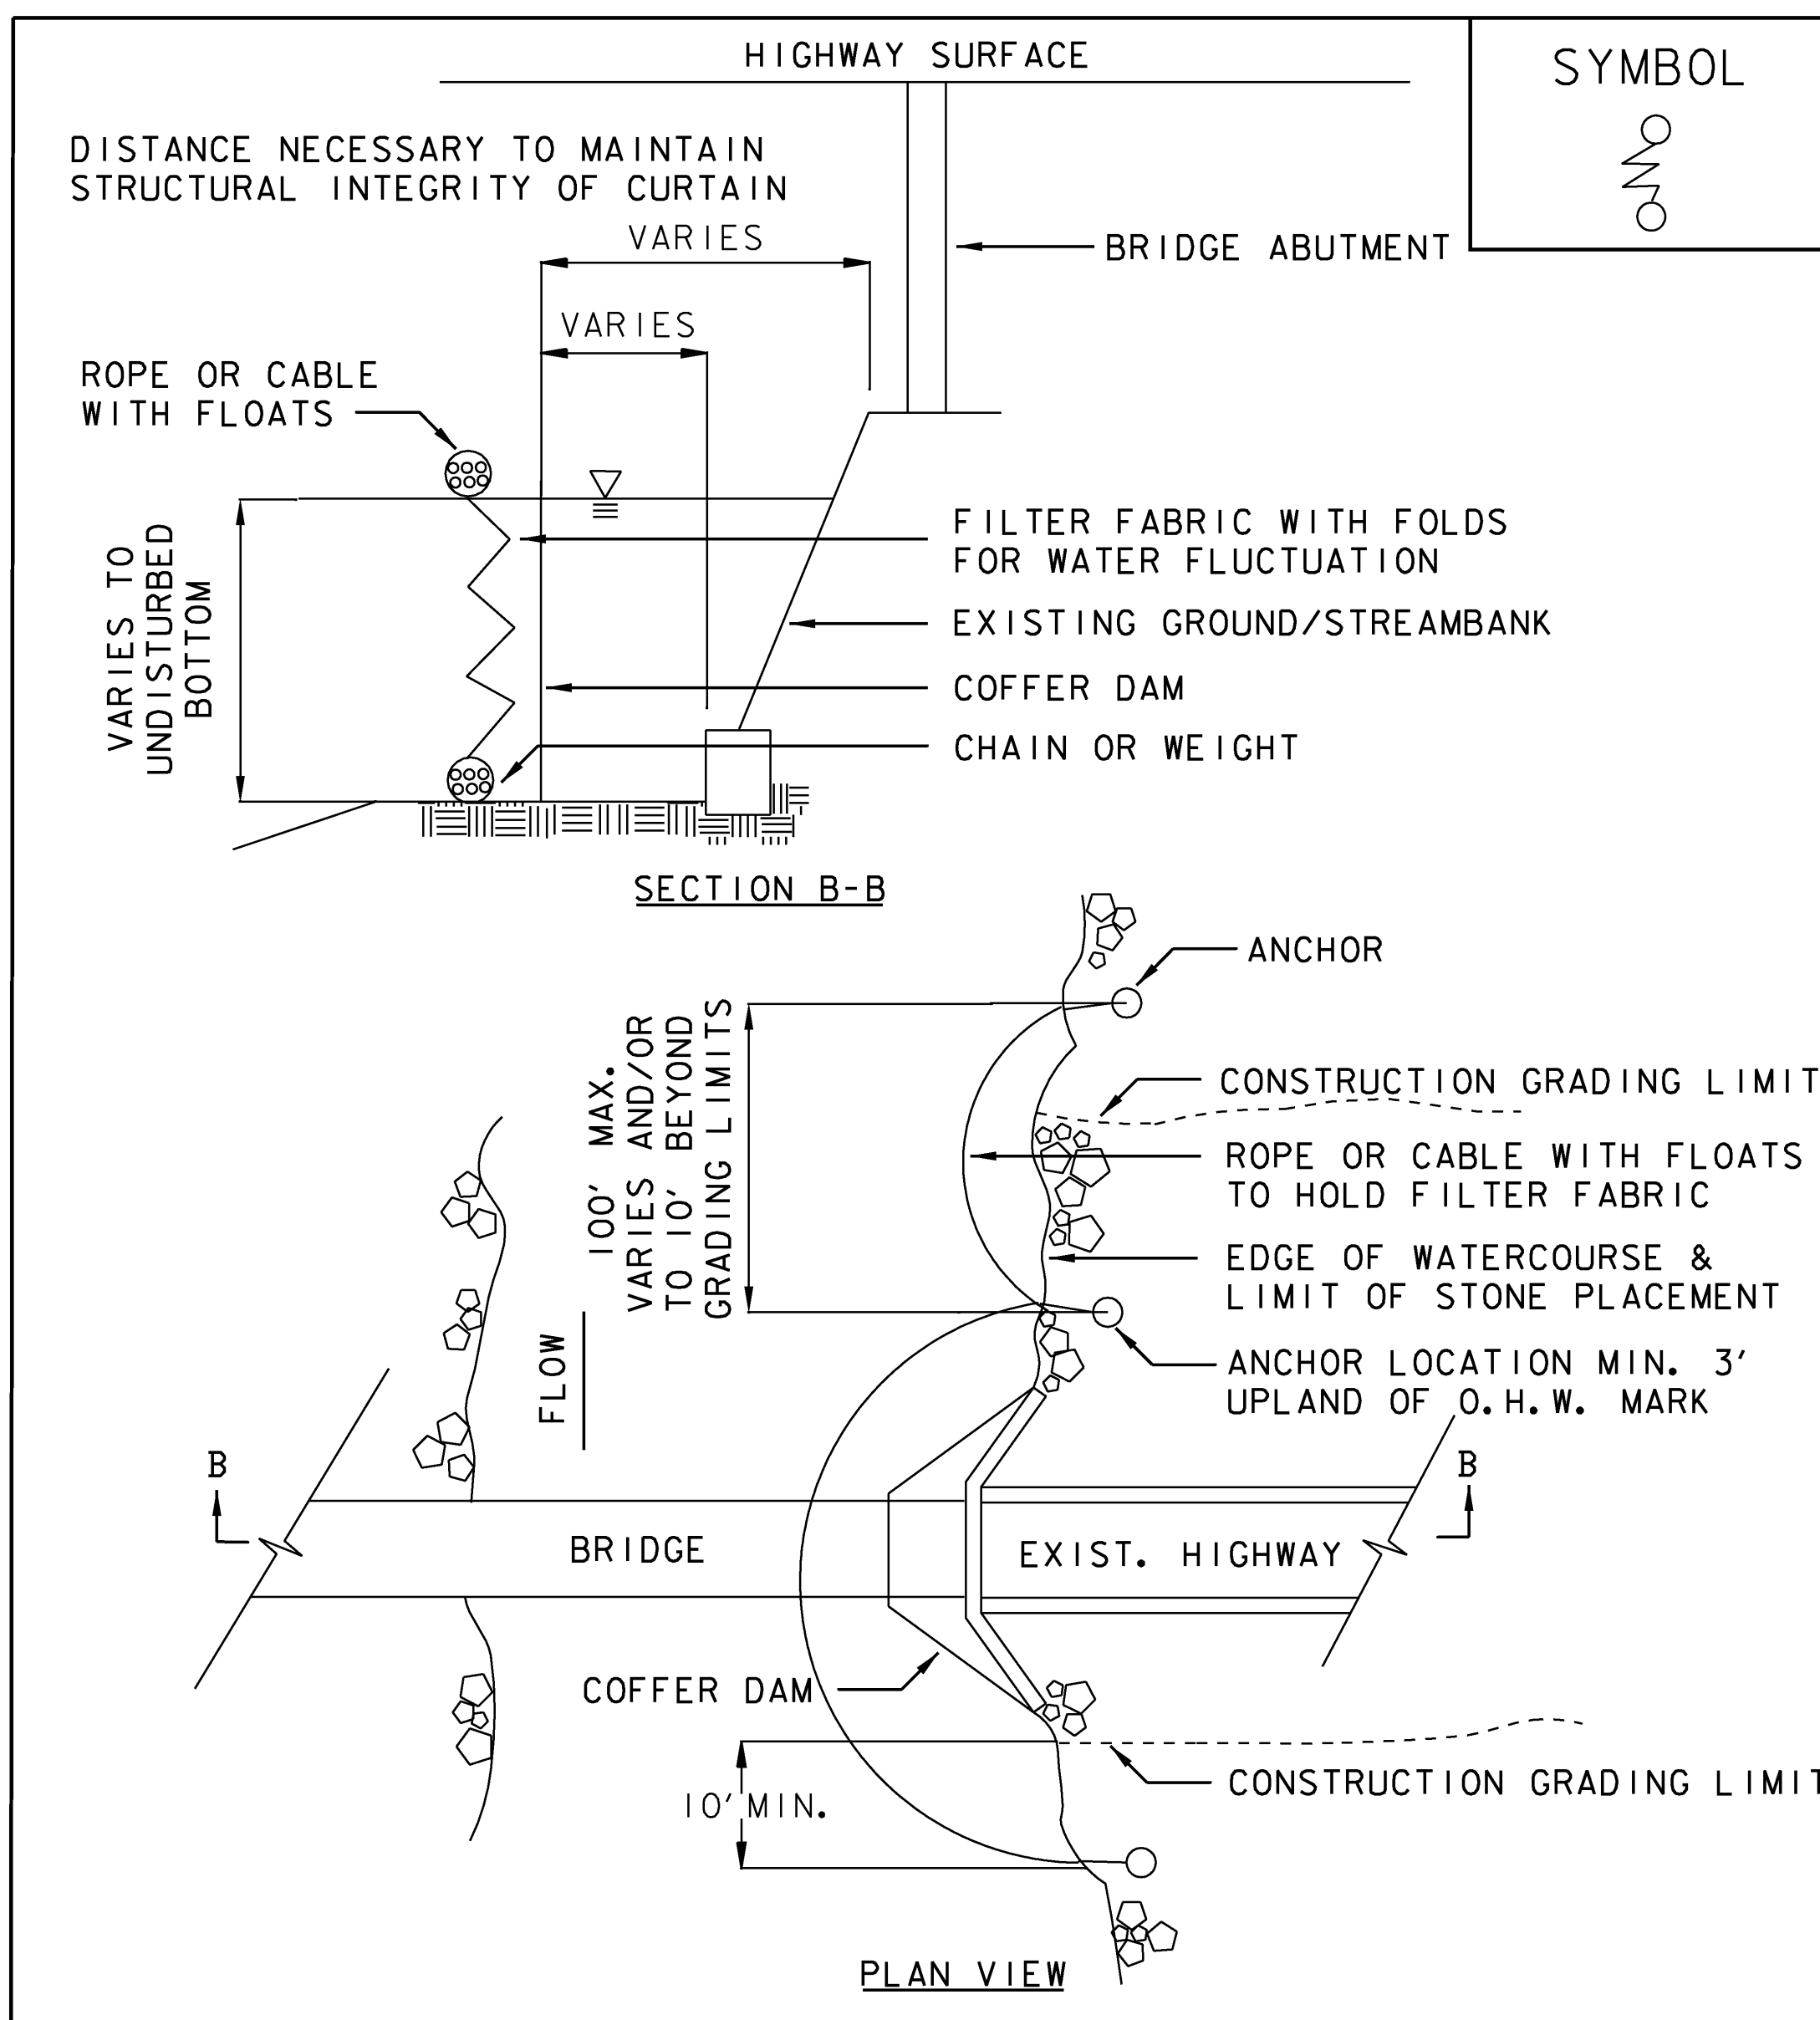 HIGHWAY SURFACE
SYMBOL
DISTANCE NECESSARY TO MAINTAIN
STRUCTURAL INTEGRITY OF CURTAIN
VARIES
BRIDGE ABUTMENT
VARIES
ROPE OR CABLE
WITH FLOATS
VARIES TO
UNDISTURBED
BOTTOM
FILTER FABRIC WITH FOLDS
FOR WATER FLUCTUATION
EXISTING GROUND/STREAMBANK
COFFER DAM
CHAIN OR WEIGHT
SECTION B-B
ANCHOR
100' MAX.
VARIES AND/OR
TO 10' BEYOND
GRADING LIMITS
CONSTRUCTION GRADING LIMIT
ROPE OR CABLE WITH FLOATS
TO HOLD FILTER FABRIC
EDGE OF WATERCOURSE &
LIMIT OF STONE PLACEMENT
FLOW
ANCHOR LOCATION MIN. 3'
UPLAND OF O.H.W. MARK
B
B
BRIDGE
EXIST. HIGHWAY
COFFER DAM
CONSTRUCTION GRADING LIMIT
10' MIN.
PLAN VIEW